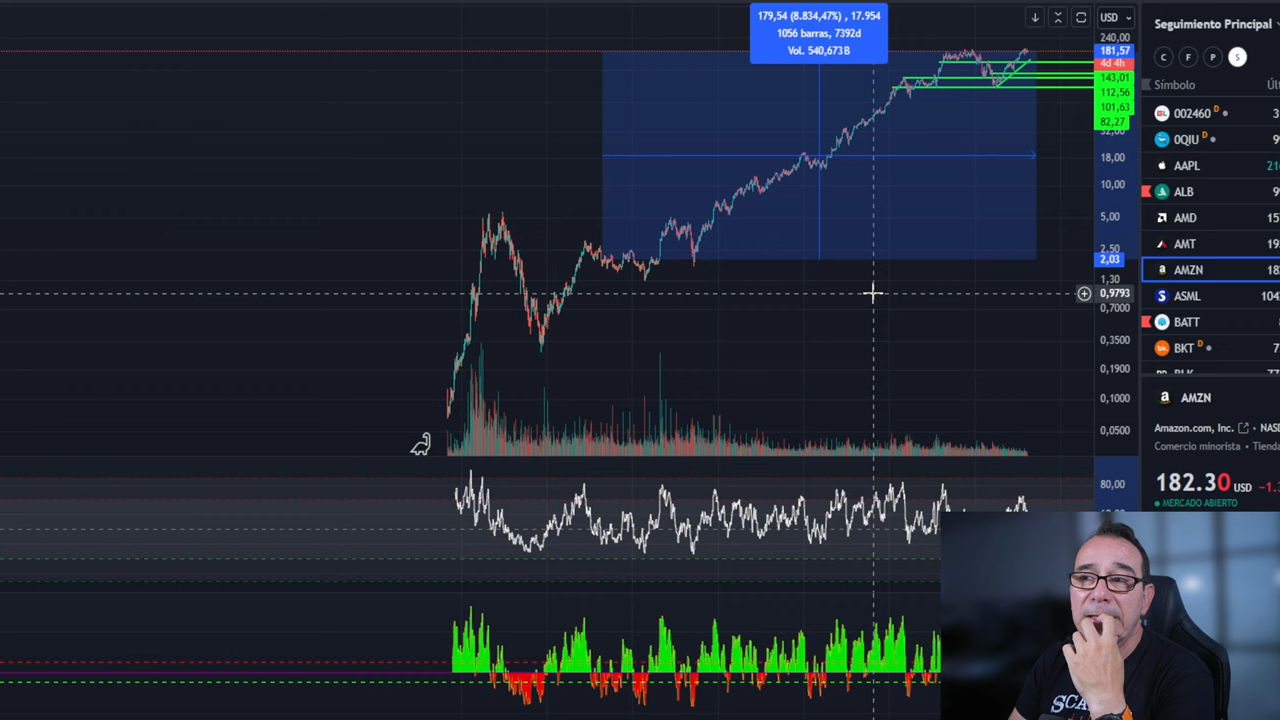 179,54 (8.834,47%) , 17.954
1056 barras, 7392d
Vol. 540,673B
USD
240,00
181,57
4d 4h
143,01
112,56
101,63
82,27
18,00
10,00
5,00
2,50
2,03
1,30
0,9793
0,7000
0,3500
0,1900
0,1000
0,0500
80,00
Seguimiento Principal
C F P S
Símbolo
002460 D
0QIU D
AAPL
ALB
AMD
AMT
AMZN
ASML
BATT
BKT D
AMZN
Amazon.com, Inc.
Comercio minorista
182.30 USD
MERCADO ABIERTO